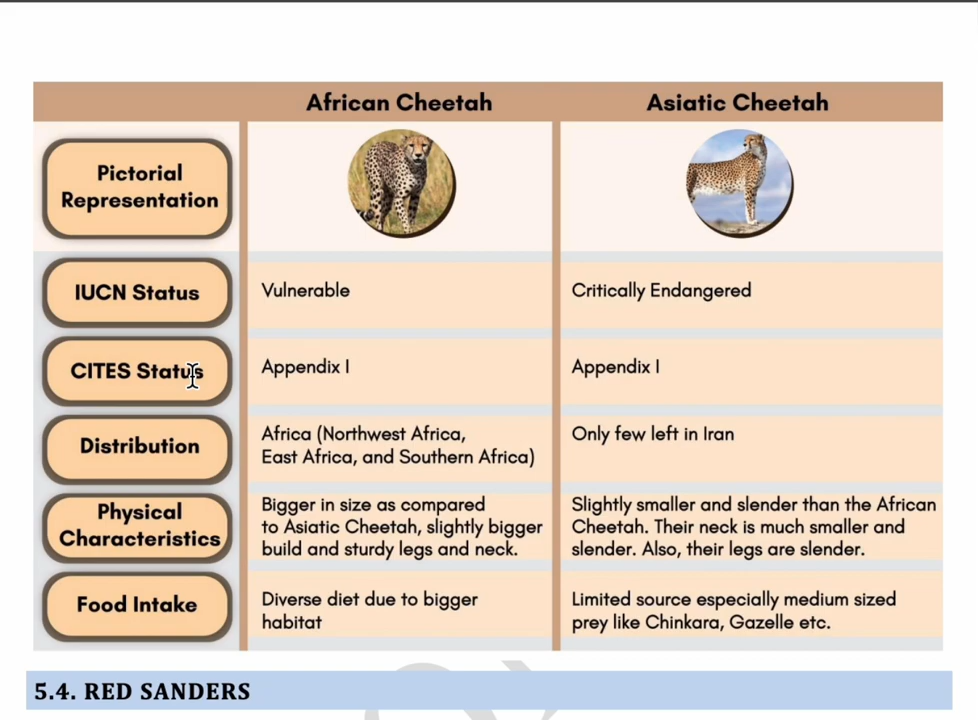 African Cheetah
Asiatic Cheetah
Pictorial
Representation
IUCN Status
Vulnerable
Critically Endangered
CITES Status
Appendix I
Appendix I
Distribution
Africa (Northwest Africa,
East Africa, and Southern Africa)
Only few left in Iran
Physical
Characteristics
Bigger in size as compared
to Asiatic Cheetah, slightly bigger
build and sturdy legs and neck.
Slightly smaller and slender than the African
Cheetah. Their neck is much smaller and
slender. Also, their legs are slender.
Food Intake
Diverse diet due to bigger
habitat
Limited source especially medium sized
prey like Chinkara, Gazelle etc.
5.4. RED SANDERS